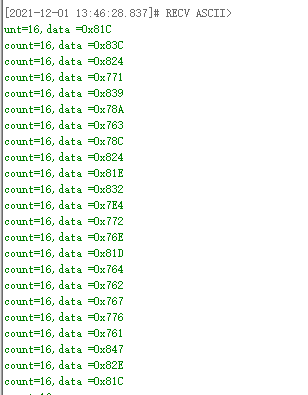 [2021-12-01 13:46:28.837]# RECV ASCII>
unt=16,data =0x81C
count=16,data =0x83C
count=16,data =0x824
count=16,data =0x771
count=16,data =0x839
count=16,data =0x78A
count=16,data =0x763
count=16,data =0x78C
count=16,data =0x824
count=16,data =0x81E
count=16,data =0x832
count=16,data =0x7E4
count=16,data =0x772
count=16,data =0x76E
count=16,data =0x81D
count=16,data =0x764
count=16,data =0x762
count=16,data =0x767
count=16,data =0x776
count=16,data =0x761
count=16,data =0x847
count=16,data =0x82E
count=16,data =0x81C